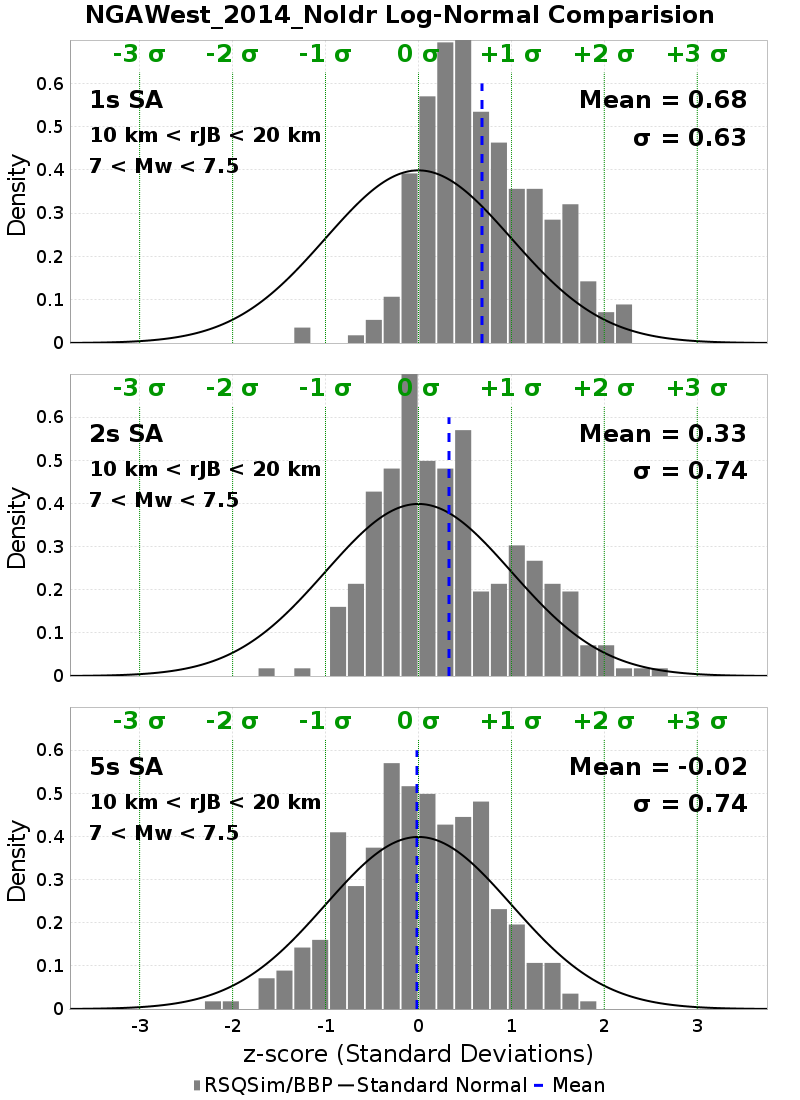 NGAWest_2014_NoIdr Log-Normal Comparision
-3 σ -2 σ -1 σ 0 σ +1 σ +2 σ +3 σ
1s SA Mean = 0.68
10 km < rJB < 20 km σ = 0.63
7 < Mw < 7.5
Density
0.6
0.5
0.4
0.3
0.2
0.1
0
-3 σ -2 σ -1 σ 0 σ +1 σ +2 σ +3 σ
2s SA Mean = 0.33
10 km < rJB < 20 km σ = 0.74
7 < Mw < 7.5
Density
0.6
0.5
0.4
0.3
0.2
0.1
0
-3 σ -2 σ -1 σ 0 σ +1 σ +2 σ +3 σ
5s SA Mean = -0.02
10 km < rJB < 20 km σ = 0.74
7 < Mw < 7.5
Density
0.6
0.5
0.4
0.3
0.2
0.1
0
-3 -2 -1 0 1 2 3
z-score (Standard Deviations)
RSQSim/BBP Standard Normal Mean